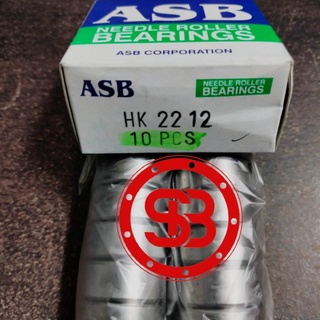 ASB
NEEDLE ROLLER
BEARINGS
ASB CORPORATION
ASB
NEEDLE ROLLER
BEARINGS
HK 22 12
10 PCS
SB